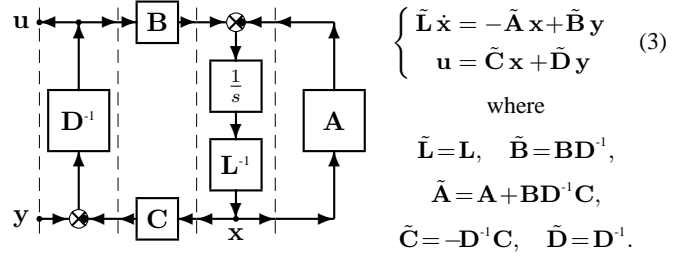 u
B
D⁻¹
1/s
L⁻¹
A
y
C
x
L̃ ẋ = −Ã x+B̃ y
u = C̃ x+D̃ y
(3)
where
L̃=L, B̃=BD⁻¹,
Ã=A+BD⁻¹C,
C̃=−D⁻¹C, D̃=D⁻¹.